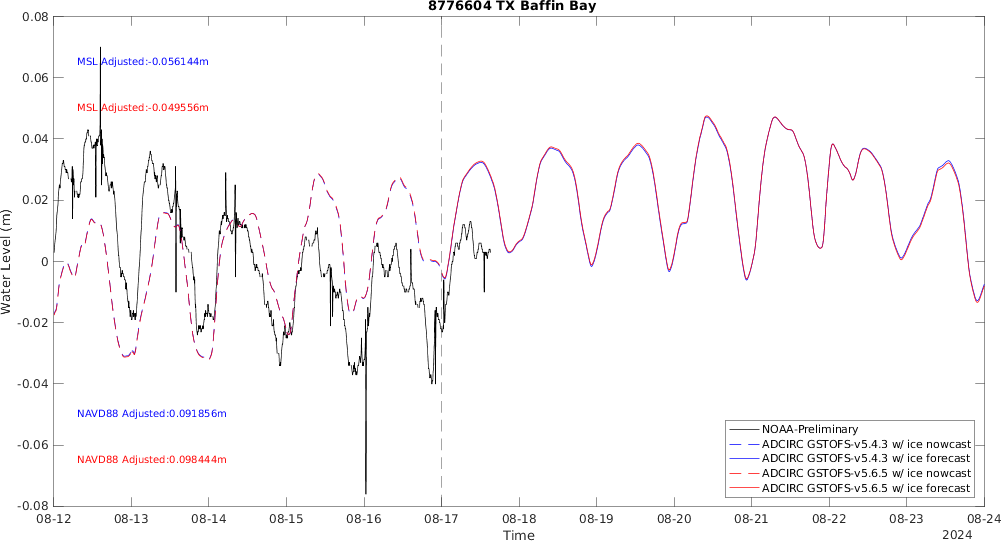 8776604 TX Baffin Bay
0.08
0.06
0.04
0.02
0
-0.02
-0.04
-0.06
-0.08
Water Level (m)
MSL Adjusted:-0.056144m
MSL Adjusted:-0.049556m
NAVD88 Adjusted:0.091856m
NAVD88 Adjusted:0.098444m
NOAA-Preliminary
ADCIRC GSTOFS-v5.4.3 w/ ice nowcast
ADCIRC GSTOFS-v5.4.3 w/ ice forecast
ADCIRC GSTOFS-v5.6.5 w/ ice nowcast
ADCIRC GSTOFS-v5.6.5 w/ ice forecast
08-12 08-13 08-14 08-15 08-16 08-17 08-18 08-19 08-20 08-21 08-22 08-23 08-24
Time
2024